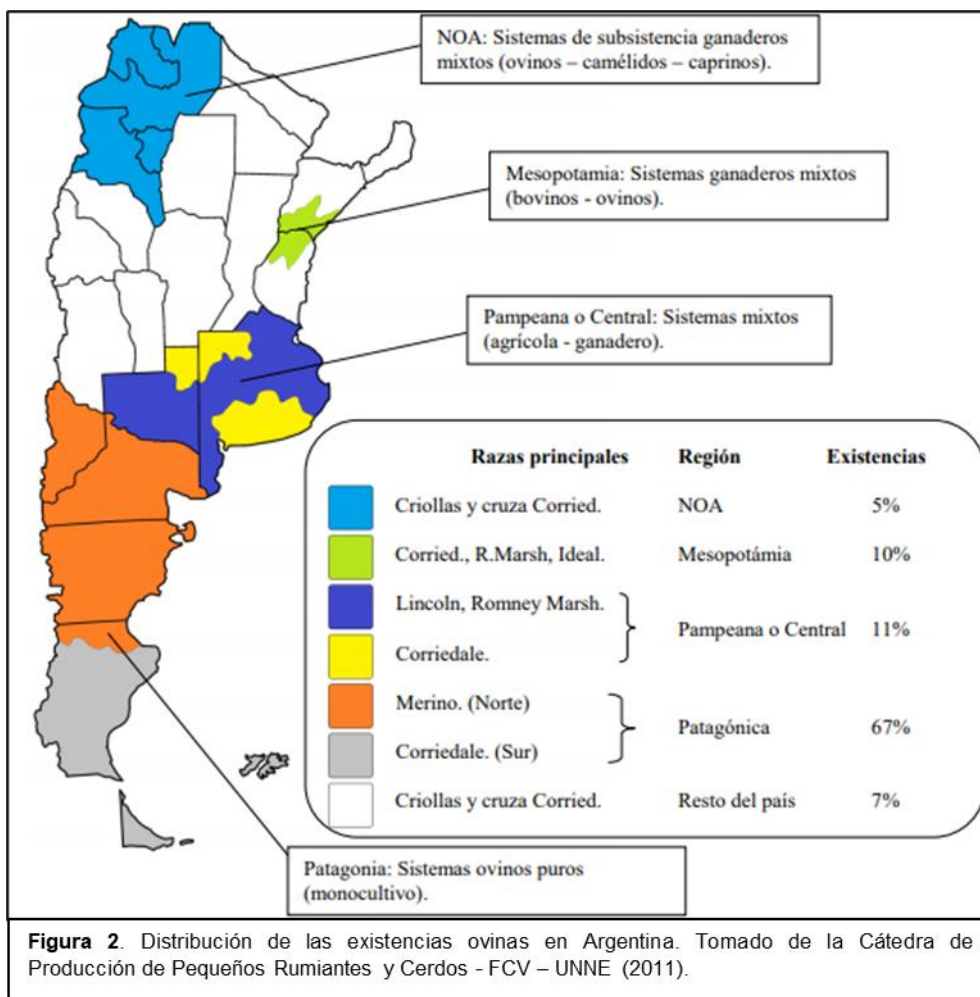 NOA: Sistemas de subsistencia ganaderos
mixtos (ovinos – camélidos – caprinos).
Mesopotamia: Sistemas ganaderos mixtos
(bovinos - ovinos).
Pampeana o Central: Sistemas mixtos
(agrícola - ganadero).
Razas principales Región Existencias
Criollas y cruza Corried. NOA 5%
Corried., R.Marsh, Ideal. Mesopotámia 10%
Lincoln, Romney Marsh.
Pampeana o Central 11%
Corriedale.
Merino. (Norte)
Patagónica 67%
Corriedale. (Sur)
Criollas y cruza Corried. Resto del país 7%
Patagonia: Sistemas ovinos puros
(monocultivo).
Figura 2. Distribución de las existencias ovinas en Argentina. Tomado de la Cátedra de
Producción de Pequeños Rumiantes y Cerdos - FCV – UNNE (2011).